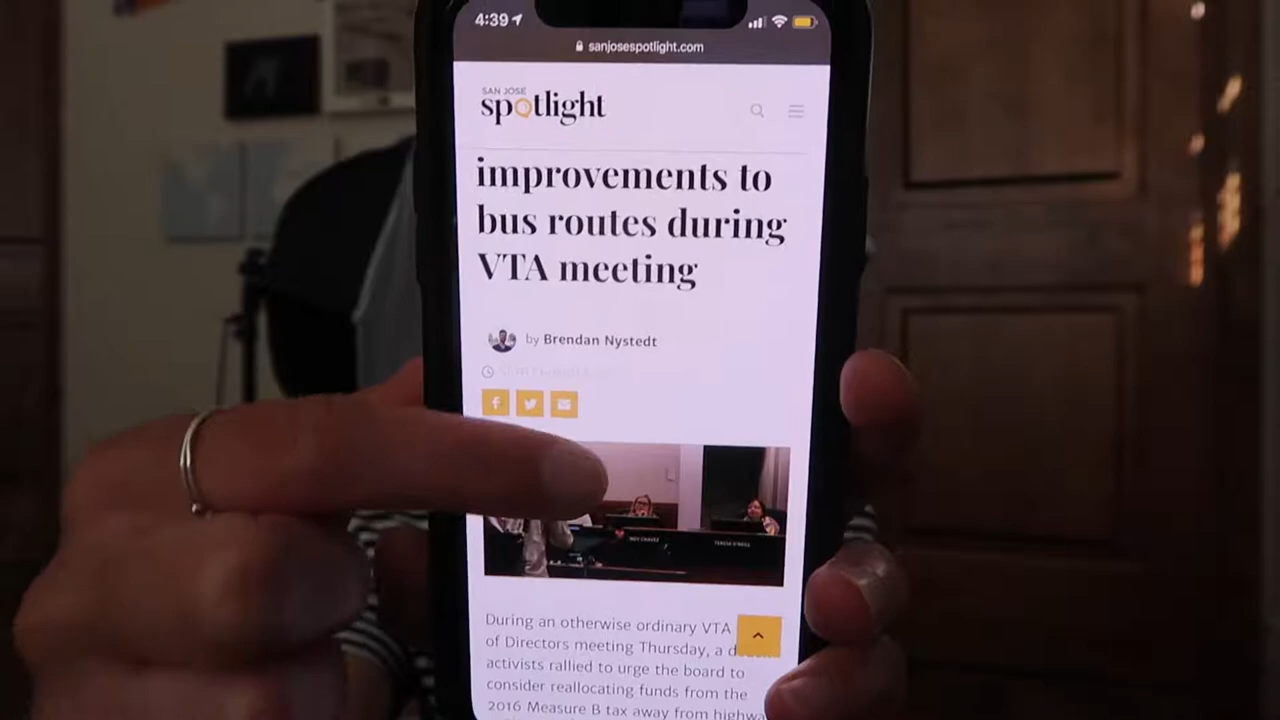 4:39
sanjosespotlight.com
SAN JOSE
spotlight
improvements to
bus routes during
VTA meeting
by Brendan Nystedt
During an otherwise ordinary VTA
of Directors meeting Thursday, a
activists rallied to urge the board to
consider reallocating funds from the
2016 Measure B tax away from